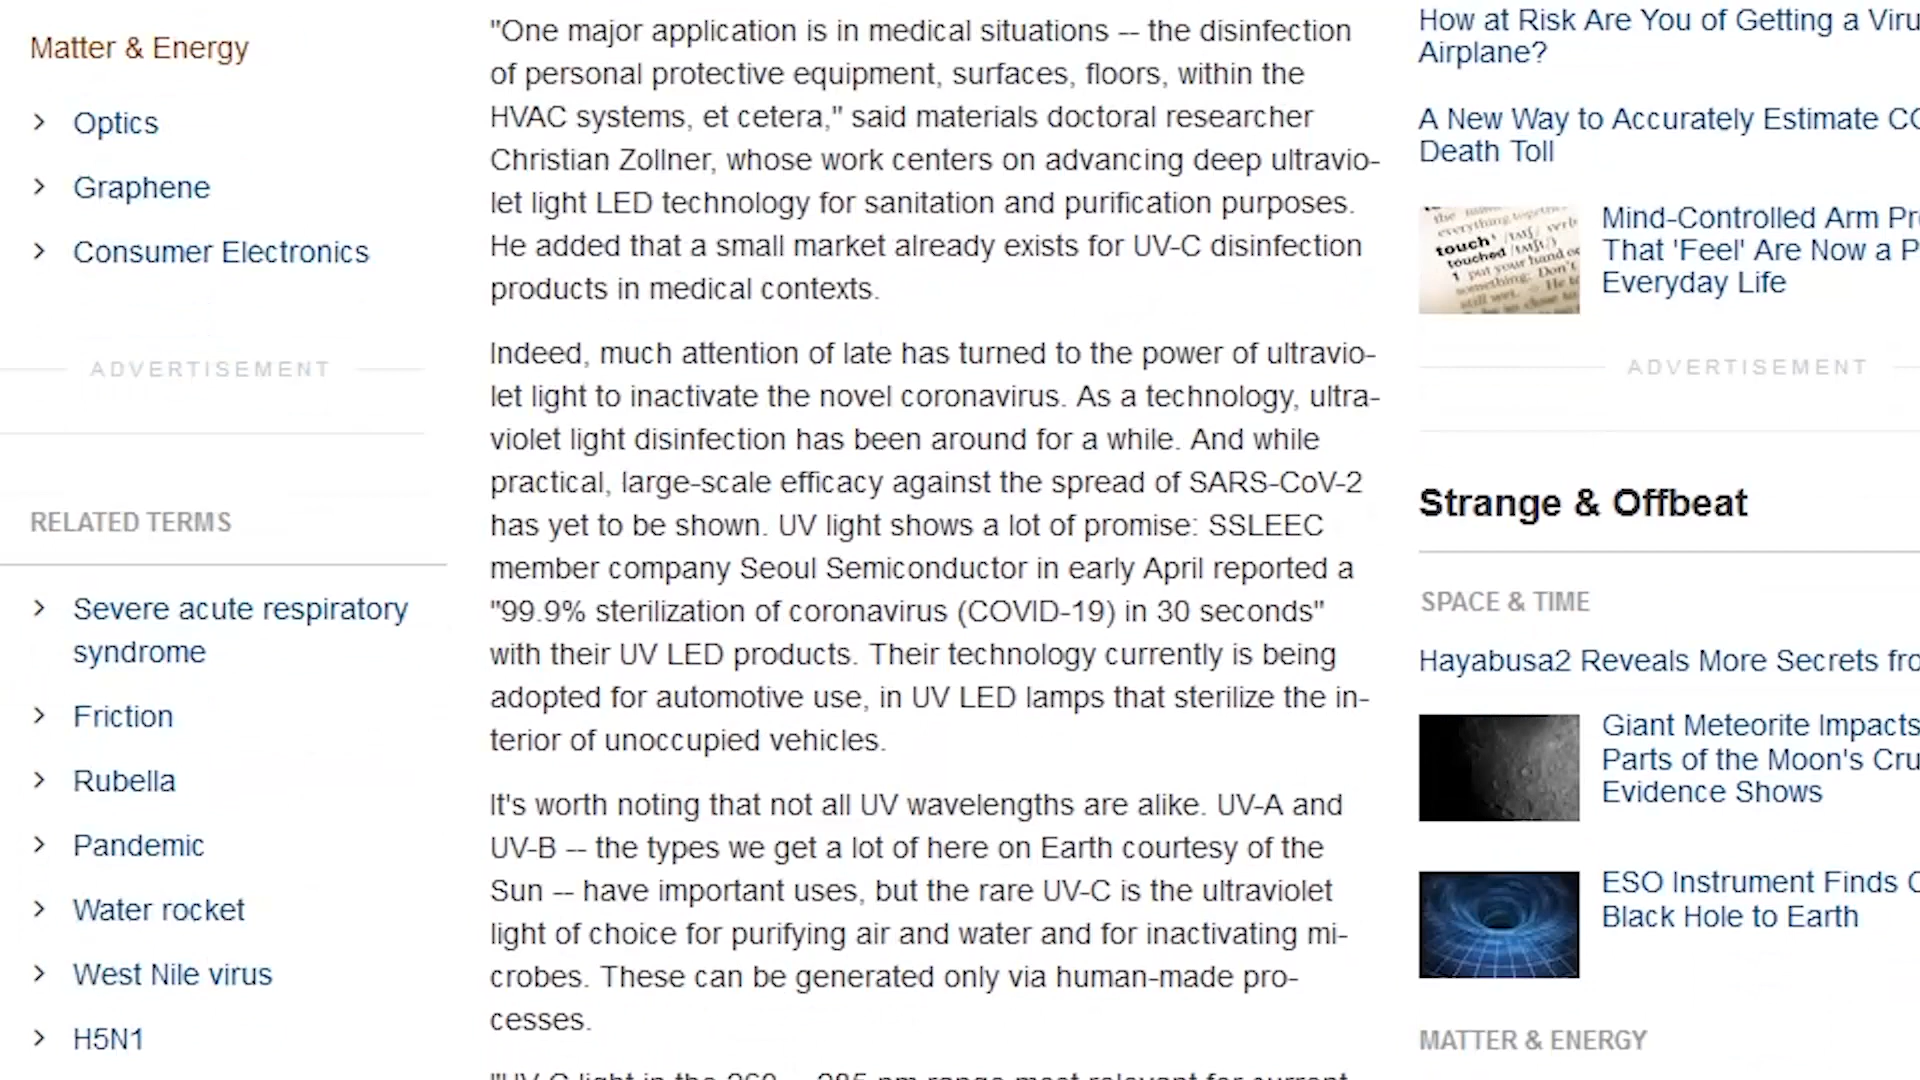 Matter & Energy
Optics
Graphene
Consumer Electronics
ADVERTISEMENT
RELATED TERMS
Severe acute respiratory
syndrome
Friction
Rubella
Pandemic
Water rocket
West Nile virus
H5N1
"One major application is in medical situations -- the disinfection
of personal protective equipment, surfaces, floors, within the
HVAC systems, et cetera," said materials doctoral researcher
Christian Zollner, whose work centers on advancing deep ultravio-
let light LED technology for sanitation and purification purposes.
He added that a small market already exists for UV-C disinfection
products in medical contexts.
Indeed, much attention of late has turned to the power of ultravio-
let light to inactivate the novel coronavirus. As a technology, ultra-
violet light disinfection has been around for a while. And while
practical, large-scale efficacy against the spread of SARS-CoV-2
has yet to be shown. UV light shows a lot of promise: SSLEEC
member company Seoul Semiconductor in early April reported a
"99.9% sterilization of coronavirus (COVID-19) in 30 seconds"
with their UV LED products. Their technology currently is being
adopted for automotive use, in UV LED lamps that sterilize the in-
terior of unoccupied vehicles.
It's worth noting that not all UV wavelengths are alike. UV-A and
UV-B -- the types we get a lot of here on Earth courtesy of the
Sun -- have important uses, but the rare UV-C is the ultraviolet
light of choice for purifying air and water and for inactivating mi-
crobes. These can be generated only via human-made pro-
cesses.
How at Risk Are You of Getting a Viru
Airplane?
A New Way to Accurately Estimate CO
Death Toll
touch
touched
Mind-Controlled Arm Pr
That 'Feel' Are Now a P
Everyday Life
ADVERTISEMENT
Strange & Offbeat
SPACE & TIME
Hayabusa2 Reveals More Secrets fro
Giant Meteorite Impacts
Parts of the Moon's Cru
Evidence Shows
ESO Instrument Finds C
Black Hole to Earth
MATTER & ENERGY